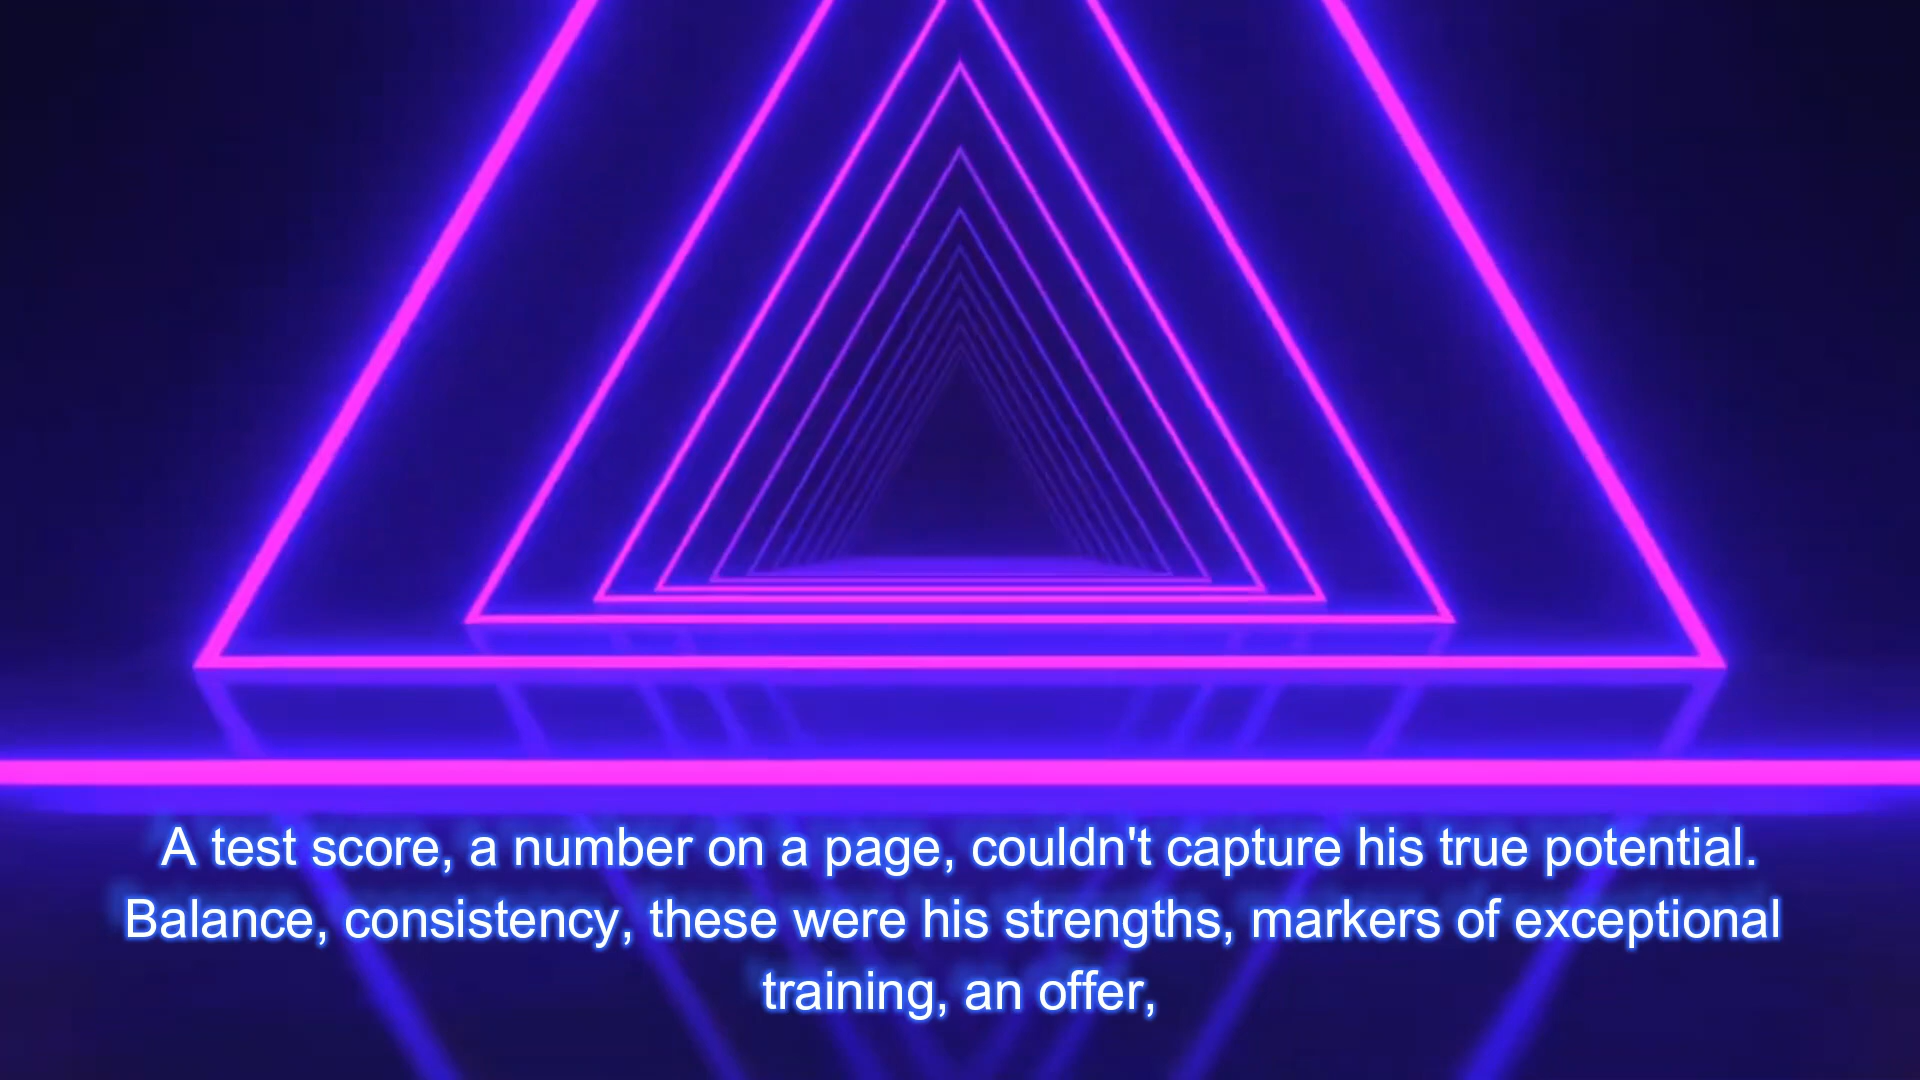 A test score, a number on a page, couldn't capture his true potential.
Balance, consistency, these were his strengths, markers of exceptional
training, an offer,